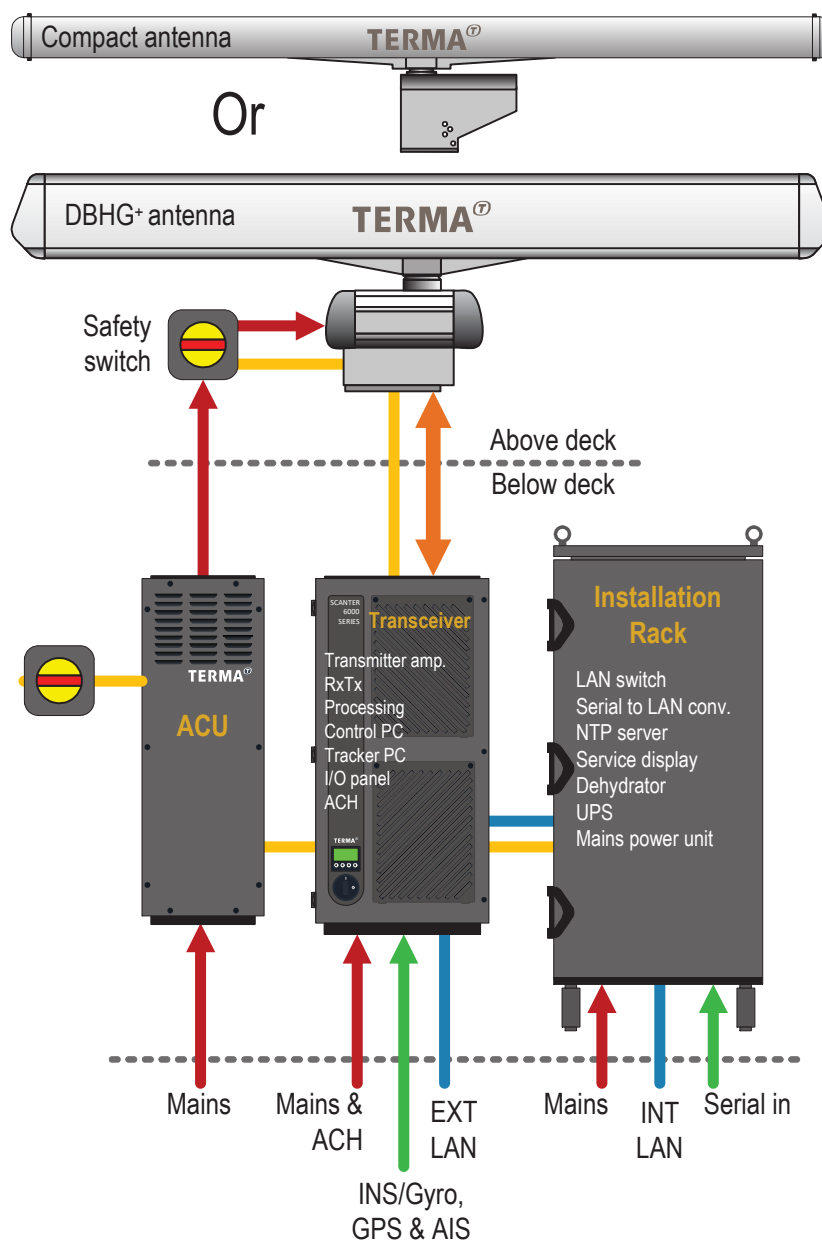 Compact antenna
TERMA
Or
DBHG+ antenna
TERMA
Safety
switch
Above deck
Below deck
TERMA
ACU
SCANTER
6000
SERIES
Transceiver
Transmitter amp.
RxTx
Processing
Control PC
Tracker PC
I/O panel
ACH
TERMA
Installation
Rack
LAN switch
Serial to LAN conv.
NTP server
Service display
Dehydrator
UPS
Mains power unit
Mains
Mains &
ACH
EXT
LAN
INS/Gyro,
GPS & AIS
Mains
INT
LAN
Serial in